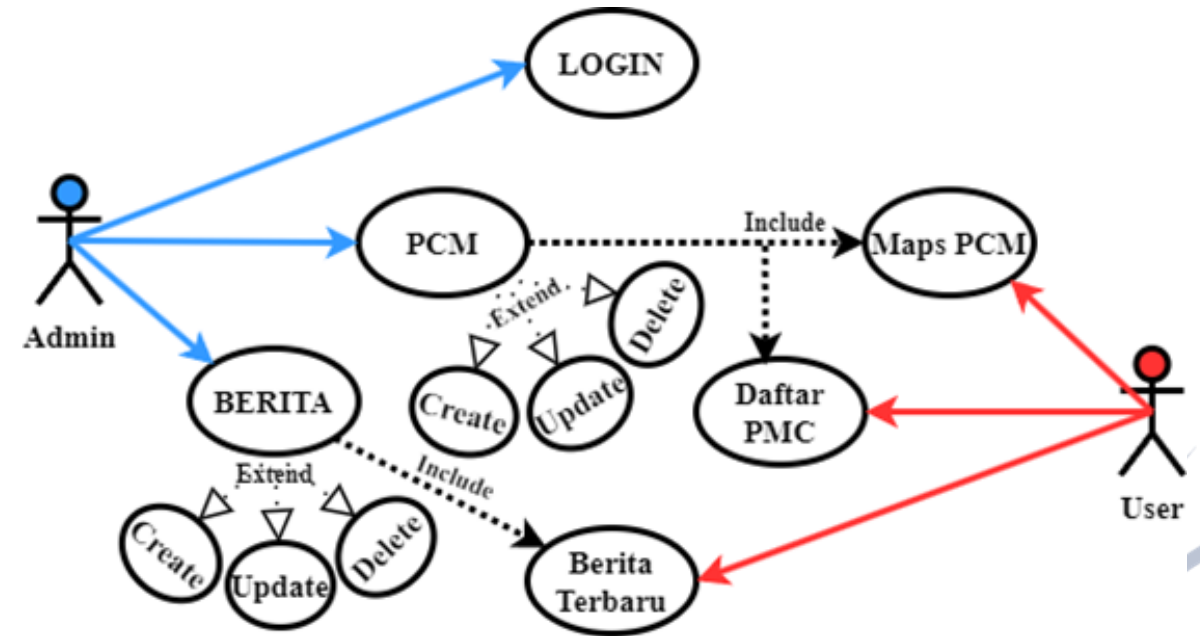 LOGIN
Admin
PCM
Include
Maps PCM
Extend
Create
Update
Delete
Daftar
PMC
BERITA
Extend
Create
Update
Delete
Include
Berita
Terbaru
User